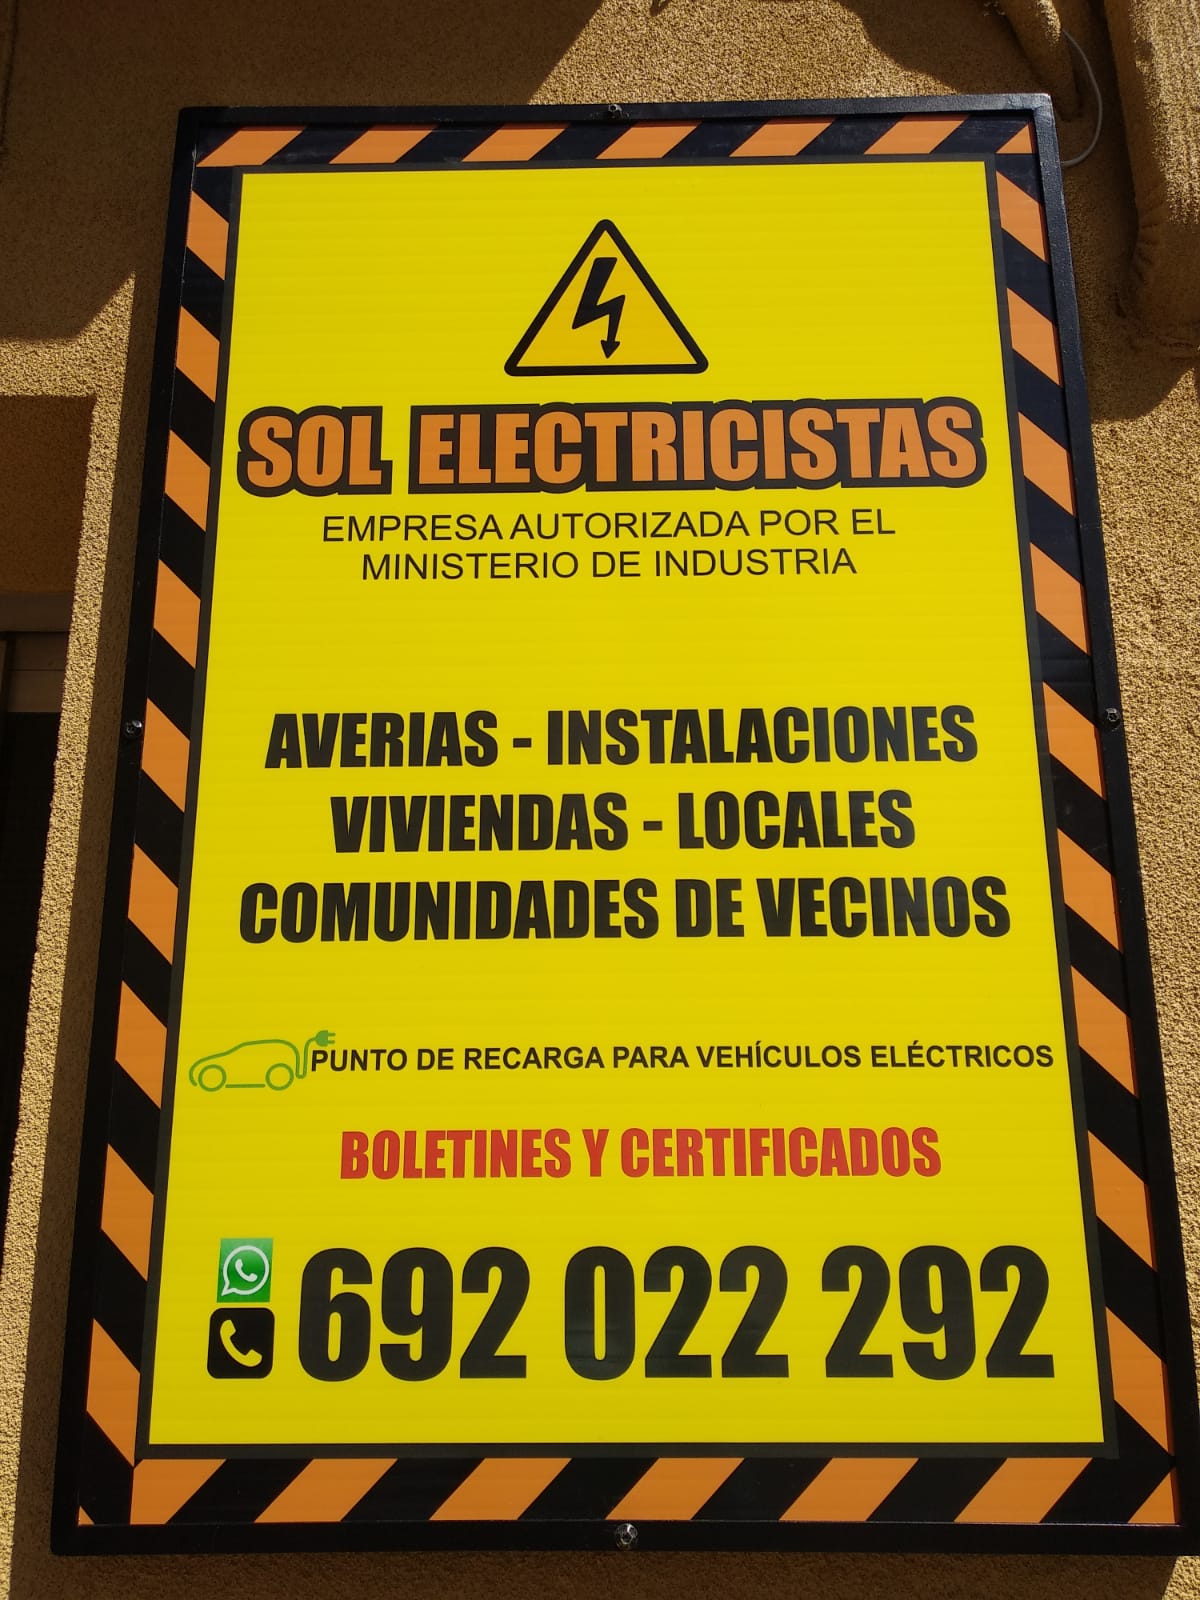 SOL ELECTRICISTAS
EMPRESA AUTORIZADA POR EL
MINISTERIO DE INDUSTRIA
AVERIAS - INSTALACIONES
VIVIENDAS - LOCALES
COMUNIDADES DE VECINOS
PUNTO DE RECARGA PARA VEHÍCULOS ELÉCTRICOS
BOLETINES Y CERTIFICADOS
692 022 292